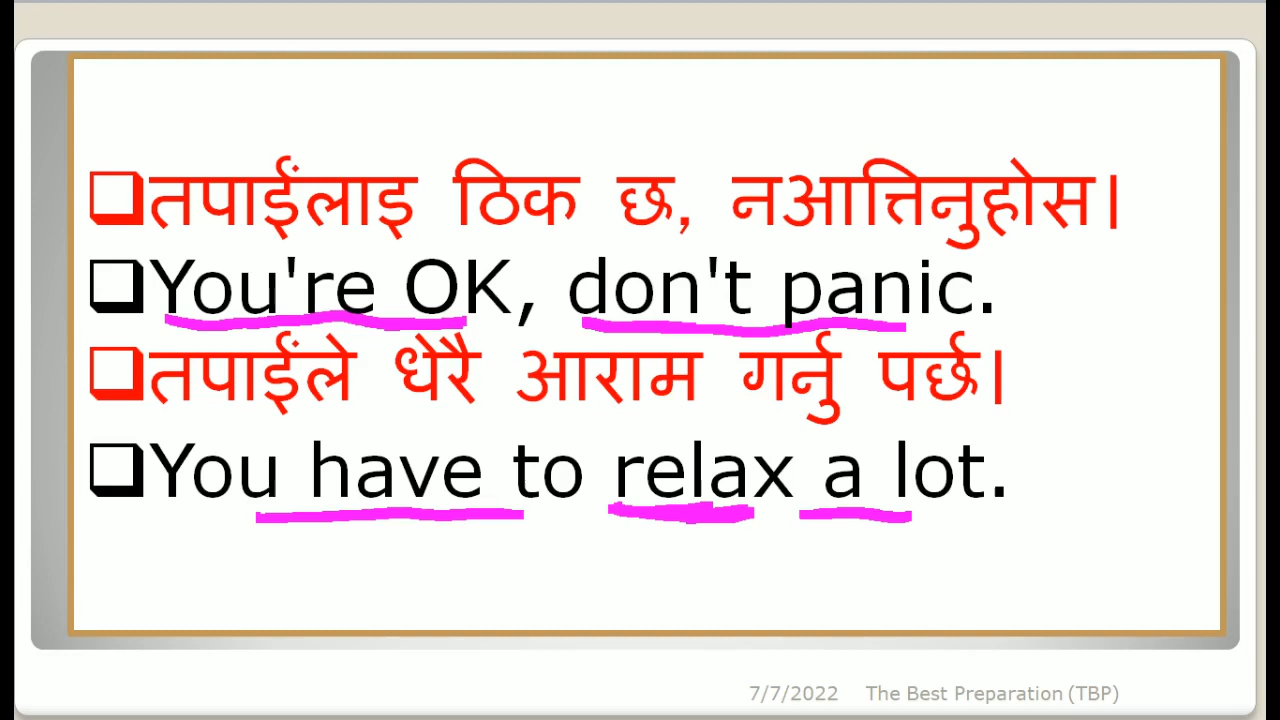 तपाईंलाइ ठिक छ, नआत्तिनुहोस।
You're OK, don't panic.
तपाईंले धेरै आराम गर्नु पर्छ।
You have to relax a lot.
7/7/2022 The Best Preparation (TBP)